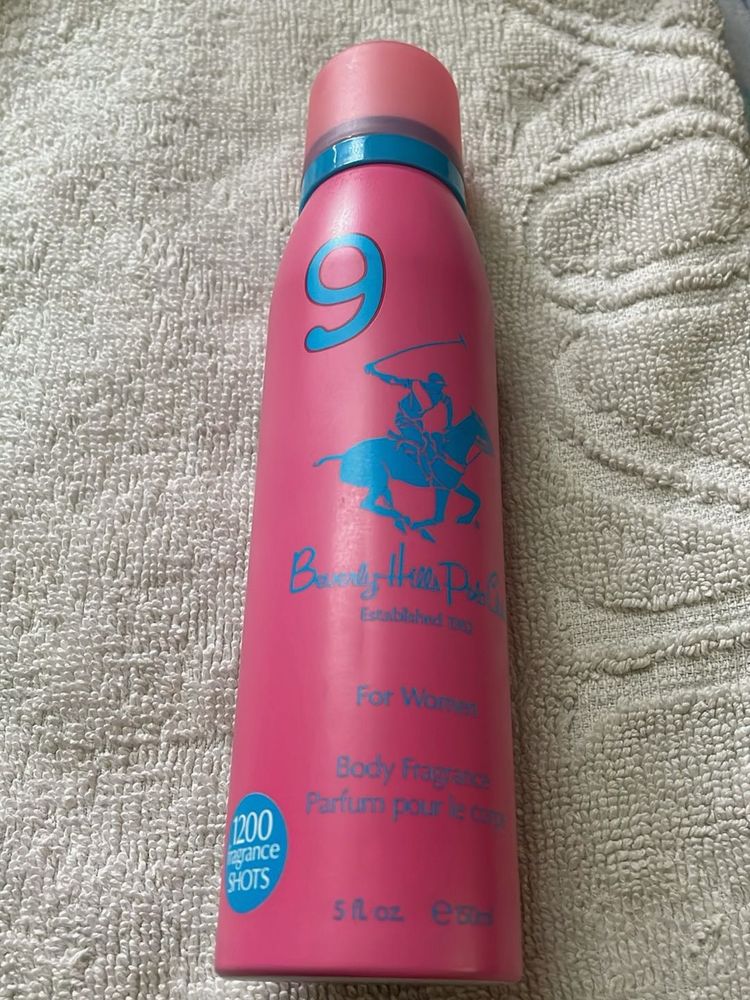 9
Beverly Hills Polo Club
Established 1982
For Women
Body Fragrance
Parfum pour le corps
1200
fragrance
SHOTS
5 fl. oz. e 150ml